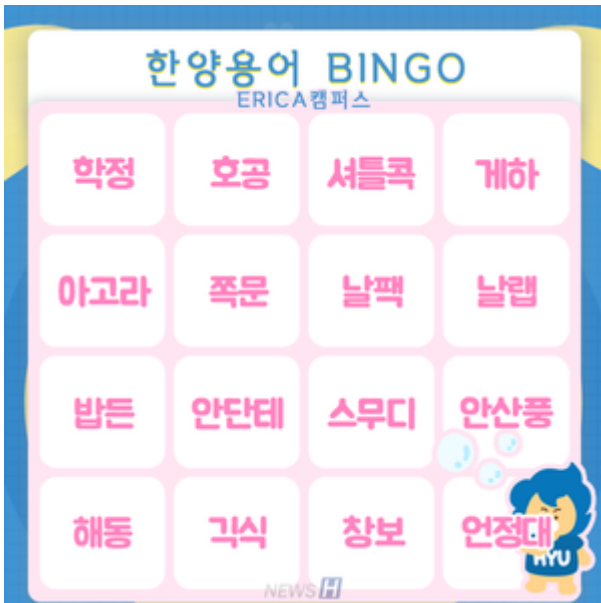 한양용어 BINGO
ERICA캠퍼스
학정 호공 셔틀콕 게하
아고라 쪽문 날팩 날랩
밥든 안단테 스무디 안산풍
해동 긱식 창보 언정대
HYU
NEWS H